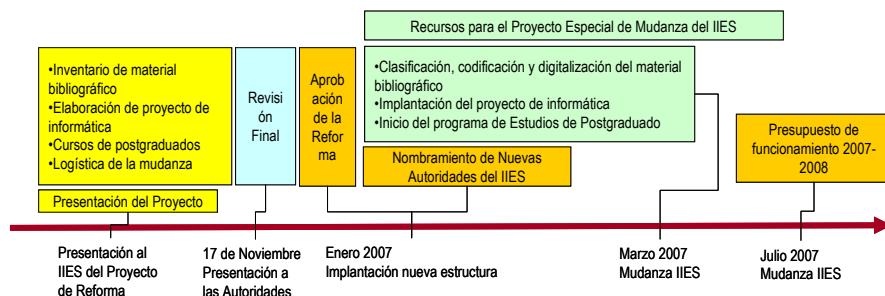 Recursos para el Proyecto Especial de Mudanza del IIES
•Inventario de material
bibliográfico
•Elaboración de proyecto de
informática
•Cursos de postgraduados
•Logística de la mudanza
Revisi
ón
Final
Aprob
ación
de la
Refor
ma
•Clasificación, codificación y digitalización del material
bibliográfico
•Implantación del proyecto de informática
•Inicio del programa de Estudios de Postgrado
Presupuesto de
funcionamiento 2007-
2008
Nombramiento de Nuevas
Autoridades del IIES
Presentación del Proyecto
Presentación al
IIES del Proyecto
de Reforma
17 de Noviembre
Presentación a
las Autoridades
Enero 2007
Implantación nueva estructura
Marzo 2007
Mudanza IIES
Julio 2007
Mudanza IIES